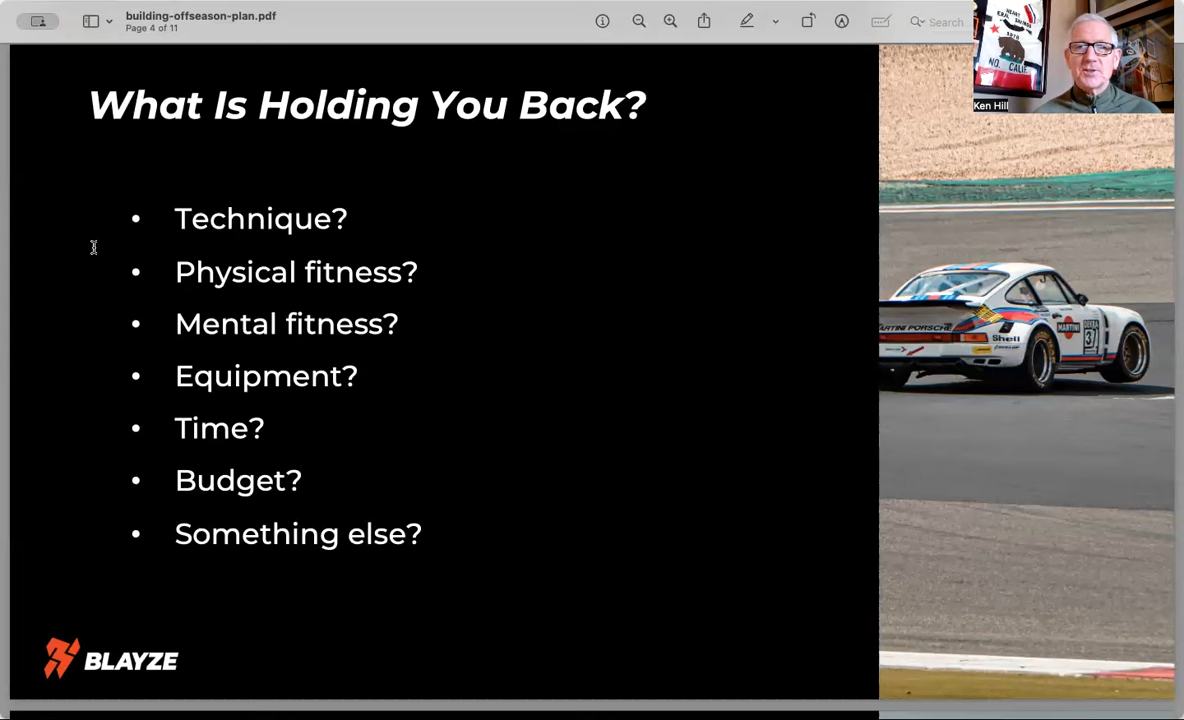 building-offseason-plan.pdf
Page 4 of 11
Search
NO. CALIF.
Ken Hill
What Is Holding You Back?
• Technique?
• Physical fitness?
• Mental fitness?
• Equipment?
• Time?
• Budget?
• Something else?
MARTINI PORSCHE
MARTINI
Shell
BLAYZE